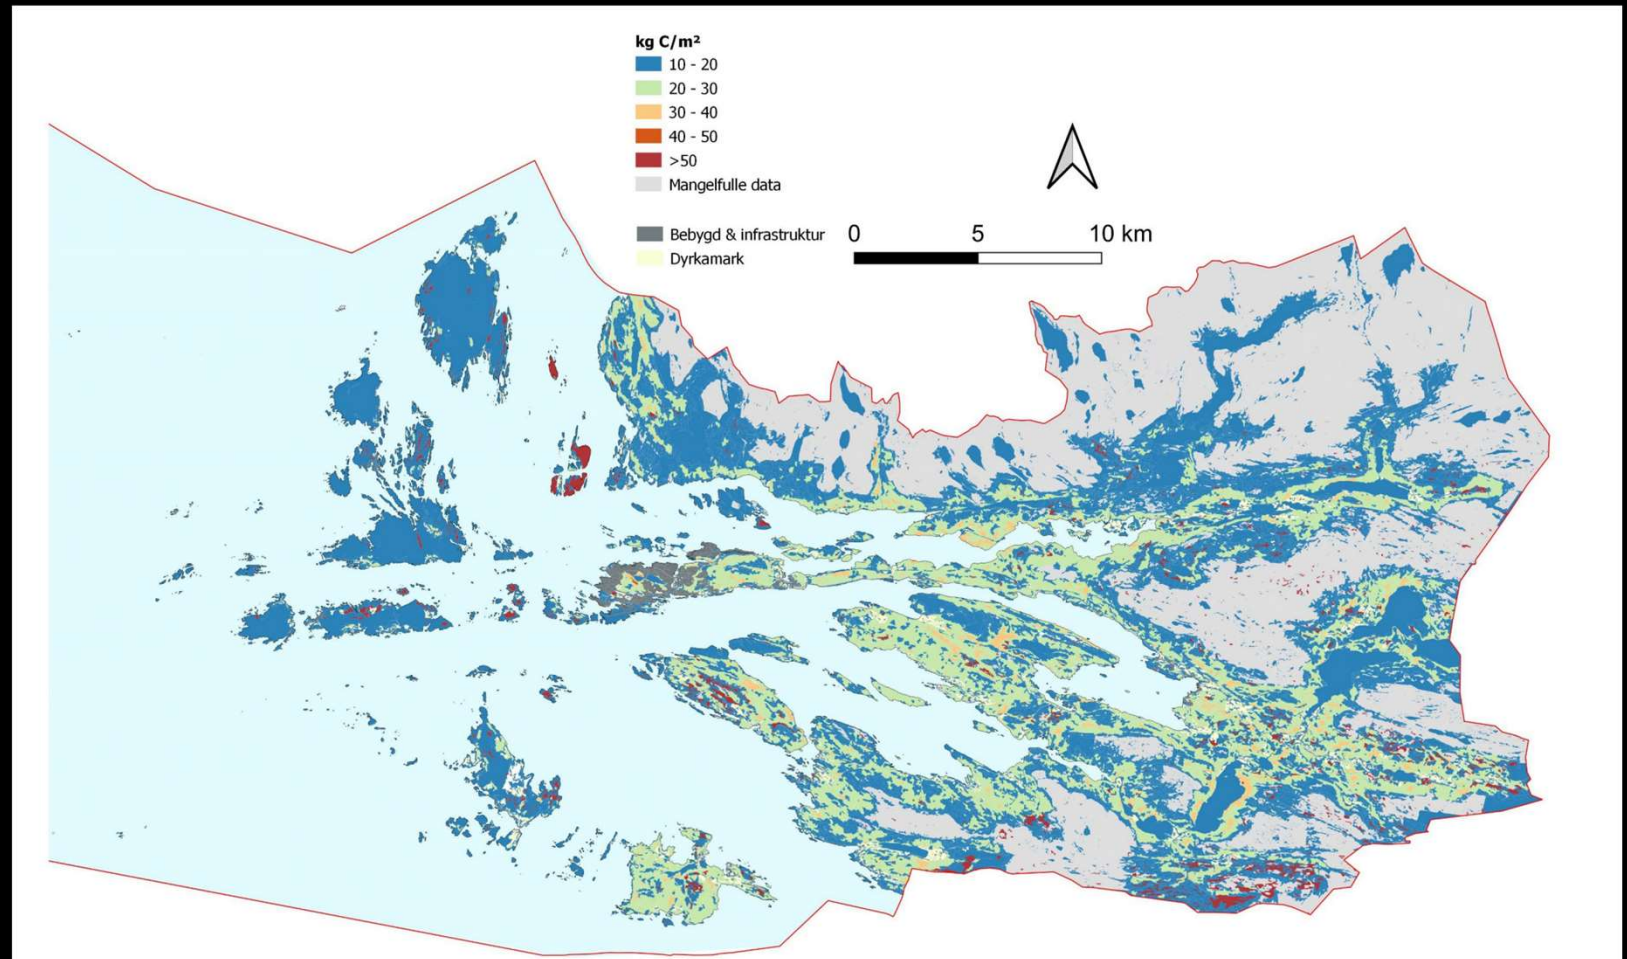 kg C/m²
10 - 20
20 - 30
30 - 40
40 - 50
>50
Mangelfulle data
Bebygd & infrastruktur
Dyrkamark
0 5 10 km